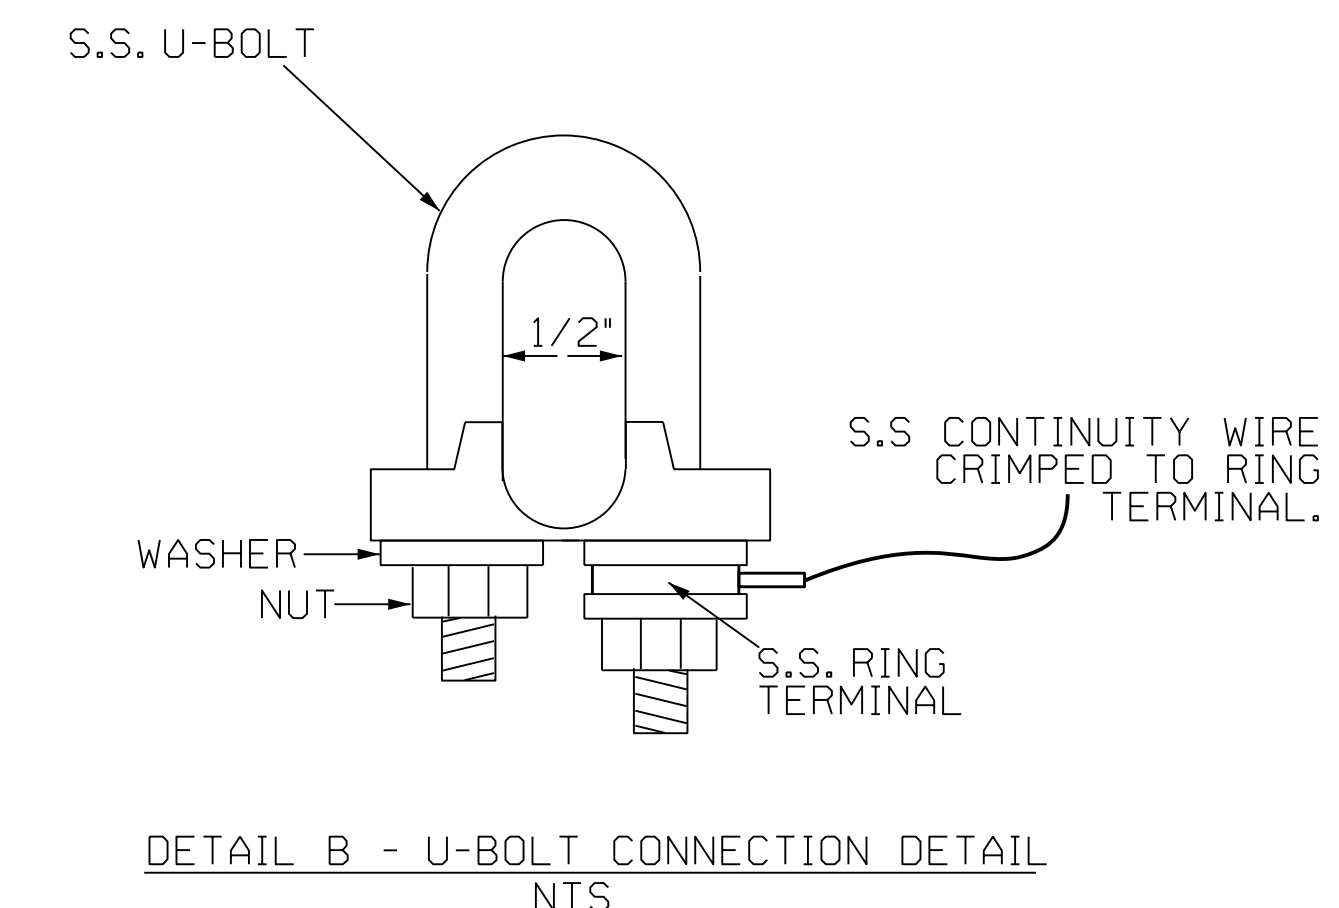 S.S. U-BOLT
1/2"
S.S CONTINUITY WIRE
CRIMPED TO RING
TERMINAL.
WASHER
NUT
S.S. RING
TERMINAL
DETAIL B - U-BOLT CONNECTION DETAIL
NTS